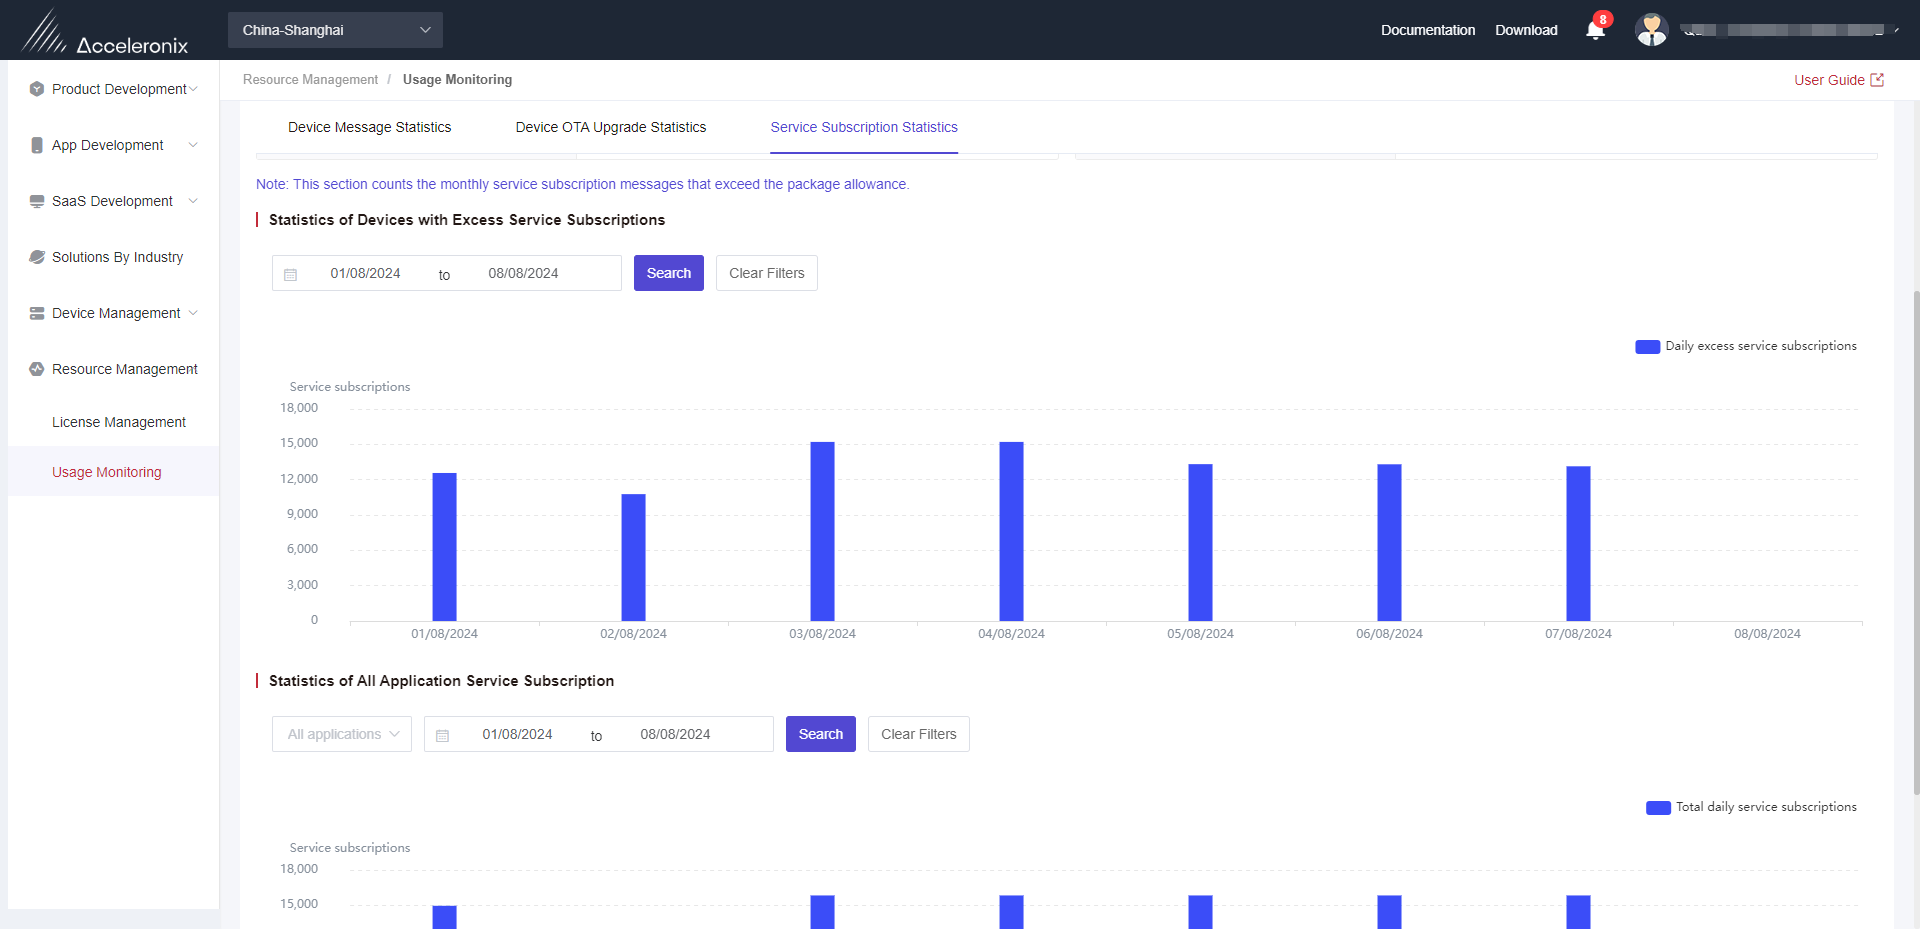 Acceleronix
China-Shanghai
Documentation
Download
8
Product Development
App Development
SaaS Development
Solutions By Industry
Device Management
Resource Management
License Management
Usage Monitoring
Resource Management / Usage Monitoring
User Guide
Device Message Statistics
Device OTA Upgrade Statistics
Service Subscription Statistics
Note: This section counts the monthly service subscription messages that exceed the package allowance.
Statistics of Devices with Excess Service Subscriptions
01/08/2024 to 08/08/2024
Search
Clear Filters
Daily excess service subscriptions
Service subscriptions
18,000
15,000
12,000
9,000
6,000
3,000
0
01/08/2024
02/08/2024
03/08/2024
04/08/2024
05/08/2024
06/08/2024
07/08/2024
08/08/2024
Statistics of All Application Service Subscription
All applications
01/08/2024 to 08/08/2024
Search
Clear Filters
Total daily service subscriptions
Service subscriptions
18,000
15,000